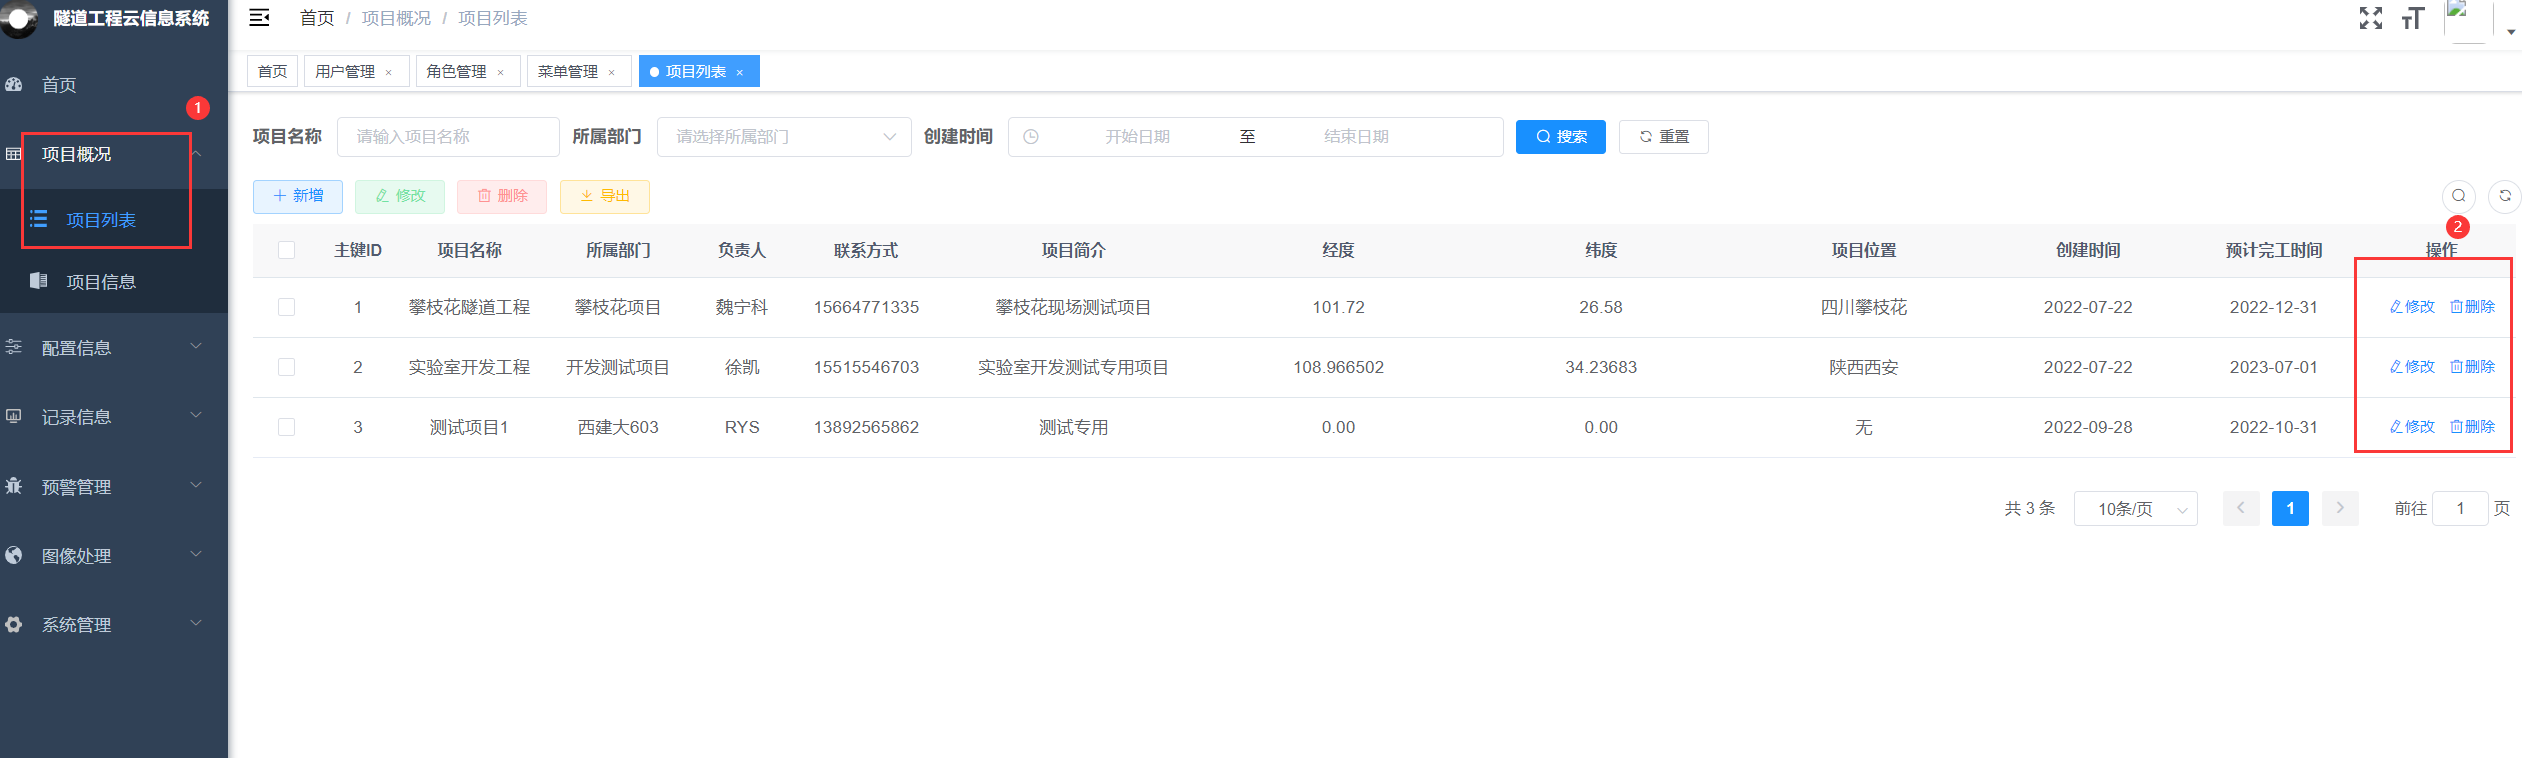 隧道工程云信息系统
首页 / 项目概况 / 项目列表
首页
1
项目概况
项目列表
项目信息
配置信息
记录信息
预警管理
图像处理
系统管理
首页 用户管理 × 角色管理 × 菜单管理 × 项目列表 ×
项目名称 请输入项目名称 所属部门 请选择所属部门 创建时间 开始日期 至 结束日期 搜索 重置
新增 修改 删除 导出
2
主键ID 项目名称 所属部门 负责人 联系方式 项目简介 经度 纬度 项目位置 创建时间 预计完工时间 操作
1 攀枝花隧道工程 攀枝花项目 魏宁科 15664771335 攀枝花现场测试项目 101.72 26.58 四川攀枝花 2022-07-22 2022-12-31 修改 删除
2 实验室开发工程 开发测试项目 徐凯 15515546703 实验室开发测试专用项目 108.966502 34.23683 陕西西安 2022-07-22 2023-07-01 修改 删除
3 测试项目1 西建大603 RYS 13892565862 测试专用 0.00 0.00 无 2022-09-28 2022-10-31 修改 删除
共 3 条 10条/页 1 前往 1 页